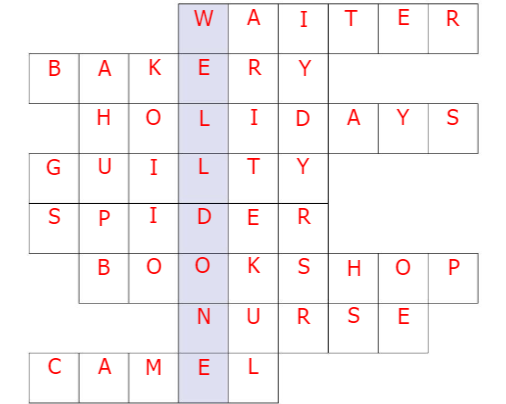 WAITER
BAKERY
HOLIDAYS
GUILTY
SPIDER
BOOKSHOP
NURSE
CAMEL